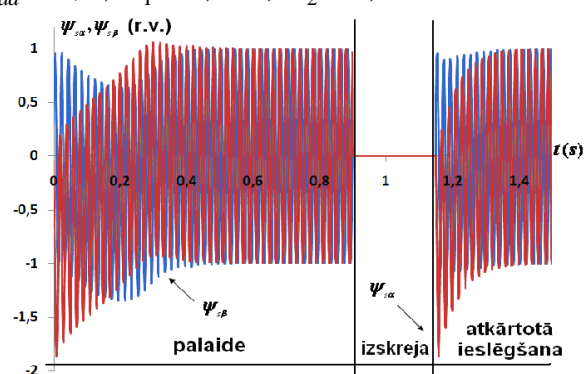 ψsα, ψsβ (r.v.)
1
0,5
0
-0,5
-1
-1,5
-2
0 0,2 0,4 0,6 0,8 1 1,2 1,4
t(s)
ψsβ
ψsα
palaide
izskreja
atkārtotā
ieslēgšana